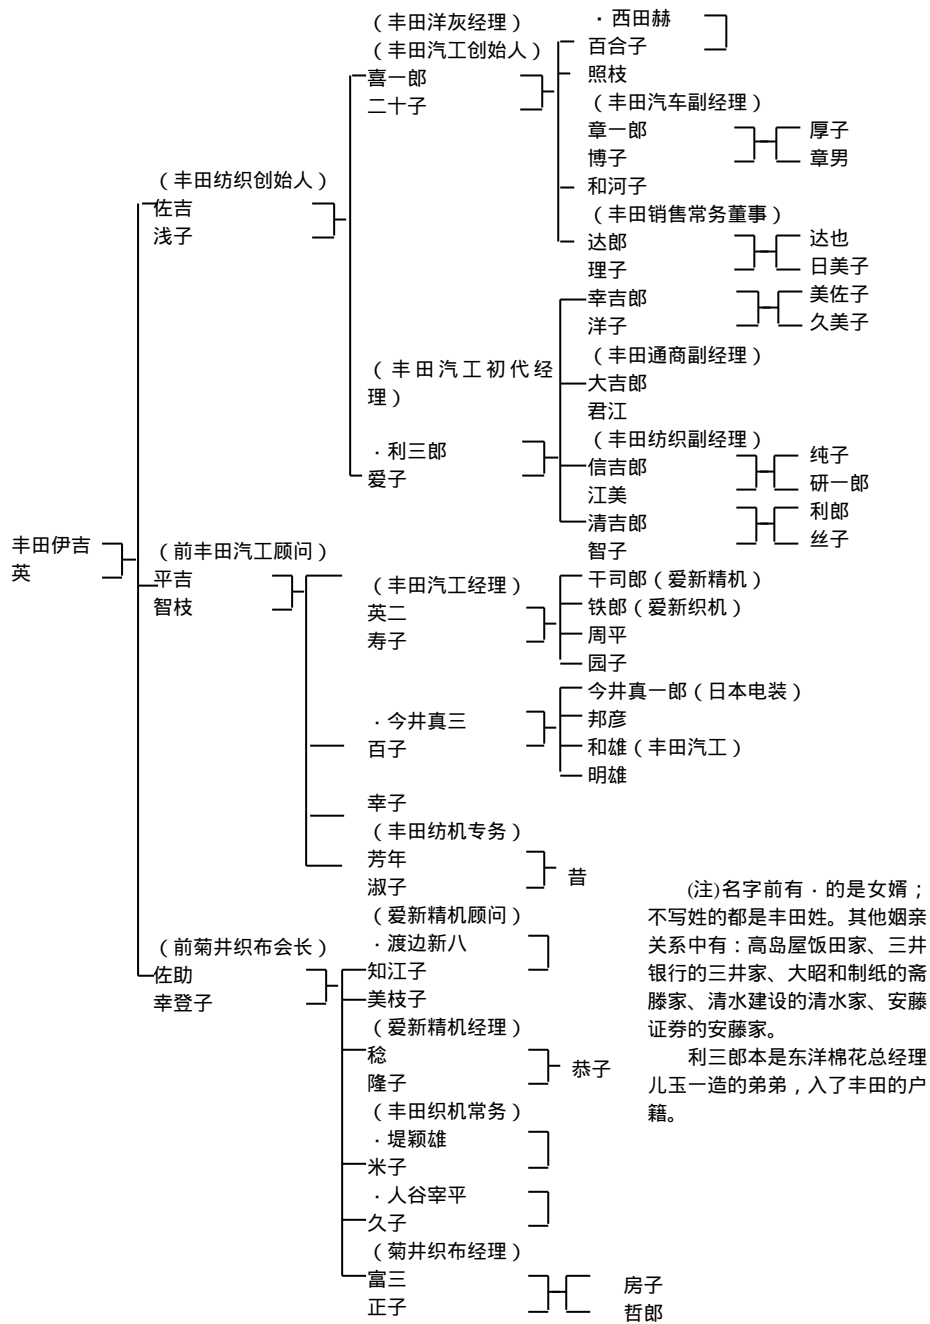 丰田伊吉
英
（丰田纺织创始人）
佐吉
浅子
（前丰田汽工顾问）
平吉
智枝
（前菊井织布会长）
佐助
幸登子
（丰田洋灰经理）
（丰田汽工创始人）
喜一郎
二十子
（丰田汽工初代经
理）
·利三郎
爱子
（丰田汽工经理）
英二
寿子
·今井真三
百子
幸子
（丰田纺机专务）
芳年
淑子
（爱新精机顾问）
·渡边新八
知江子
美枝子
（爱新精机经理）
稔
隆子
（丰田织机常务）
·堤颖雄
米子
·人谷宰平
久子
（菊井织布经理）
富三
正子
·西田赫
百合子
照枝
（丰田汽车副经理）
章一郎
博子
和河子
（丰田销售常务董事）
达郎
理子
幸吉郎
洋子
（丰田通商副经理）
大吉郎
君江
（丰田纺织副经理）
信吉郎
江美
清吉郎
智子
干司郎（爱新精机）
铁郎（爱新织机）
周平
园子
今井真一郎（日本电装）
邦彦
和雄（丰田汽工）
明雄
昔
恭子
房子
哲郎
厚子
章男
达也
日美子
美佐子
久美子
纯子
研一郎
利郎
丝子
(注)名字前有·的是女婿；
不写姓的都是丰田姓。其他姻亲
关系中有：高岛屋饭田家、三井
银行的三井家、大昭和制纸的斋
滕家、清水建设的清水家、安藤
证券的安藤家。
利三郎本是东洋棉花总经理
儿玉一造的弟弟，入了丰田的户
籍。